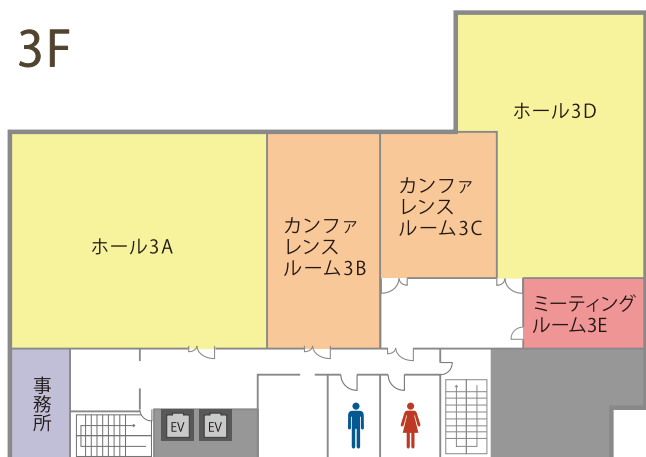 3F
ホール3D
カンファ
レンス
ルーム3C
カンファ
レンス
ルーム3B
ホール3A
ミーティング
ルーム3E
事務所
EV
EV